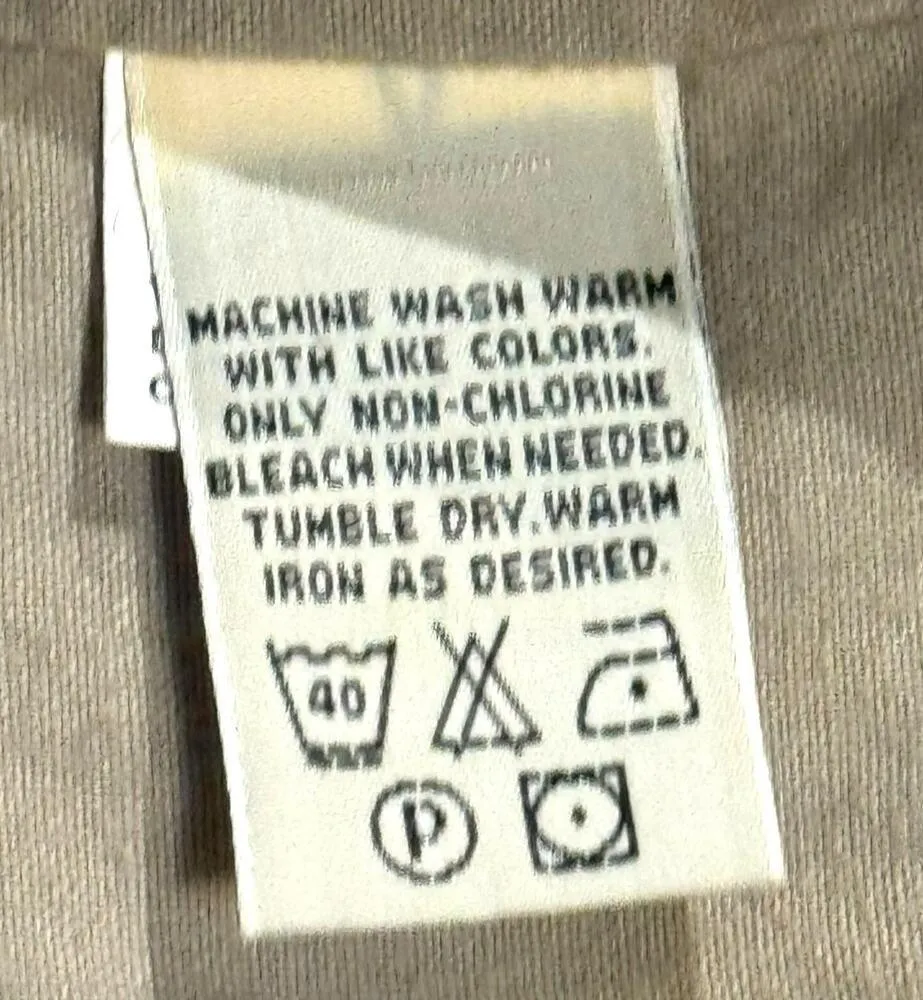 MACHINE WASH WARM
WITH LIKE COLORS.
ONLY NON-CHLORINE
BLEACH WHEN NEEDED.
TUMBLE DRY.WARM
IRON AS DESIRED.
40
P